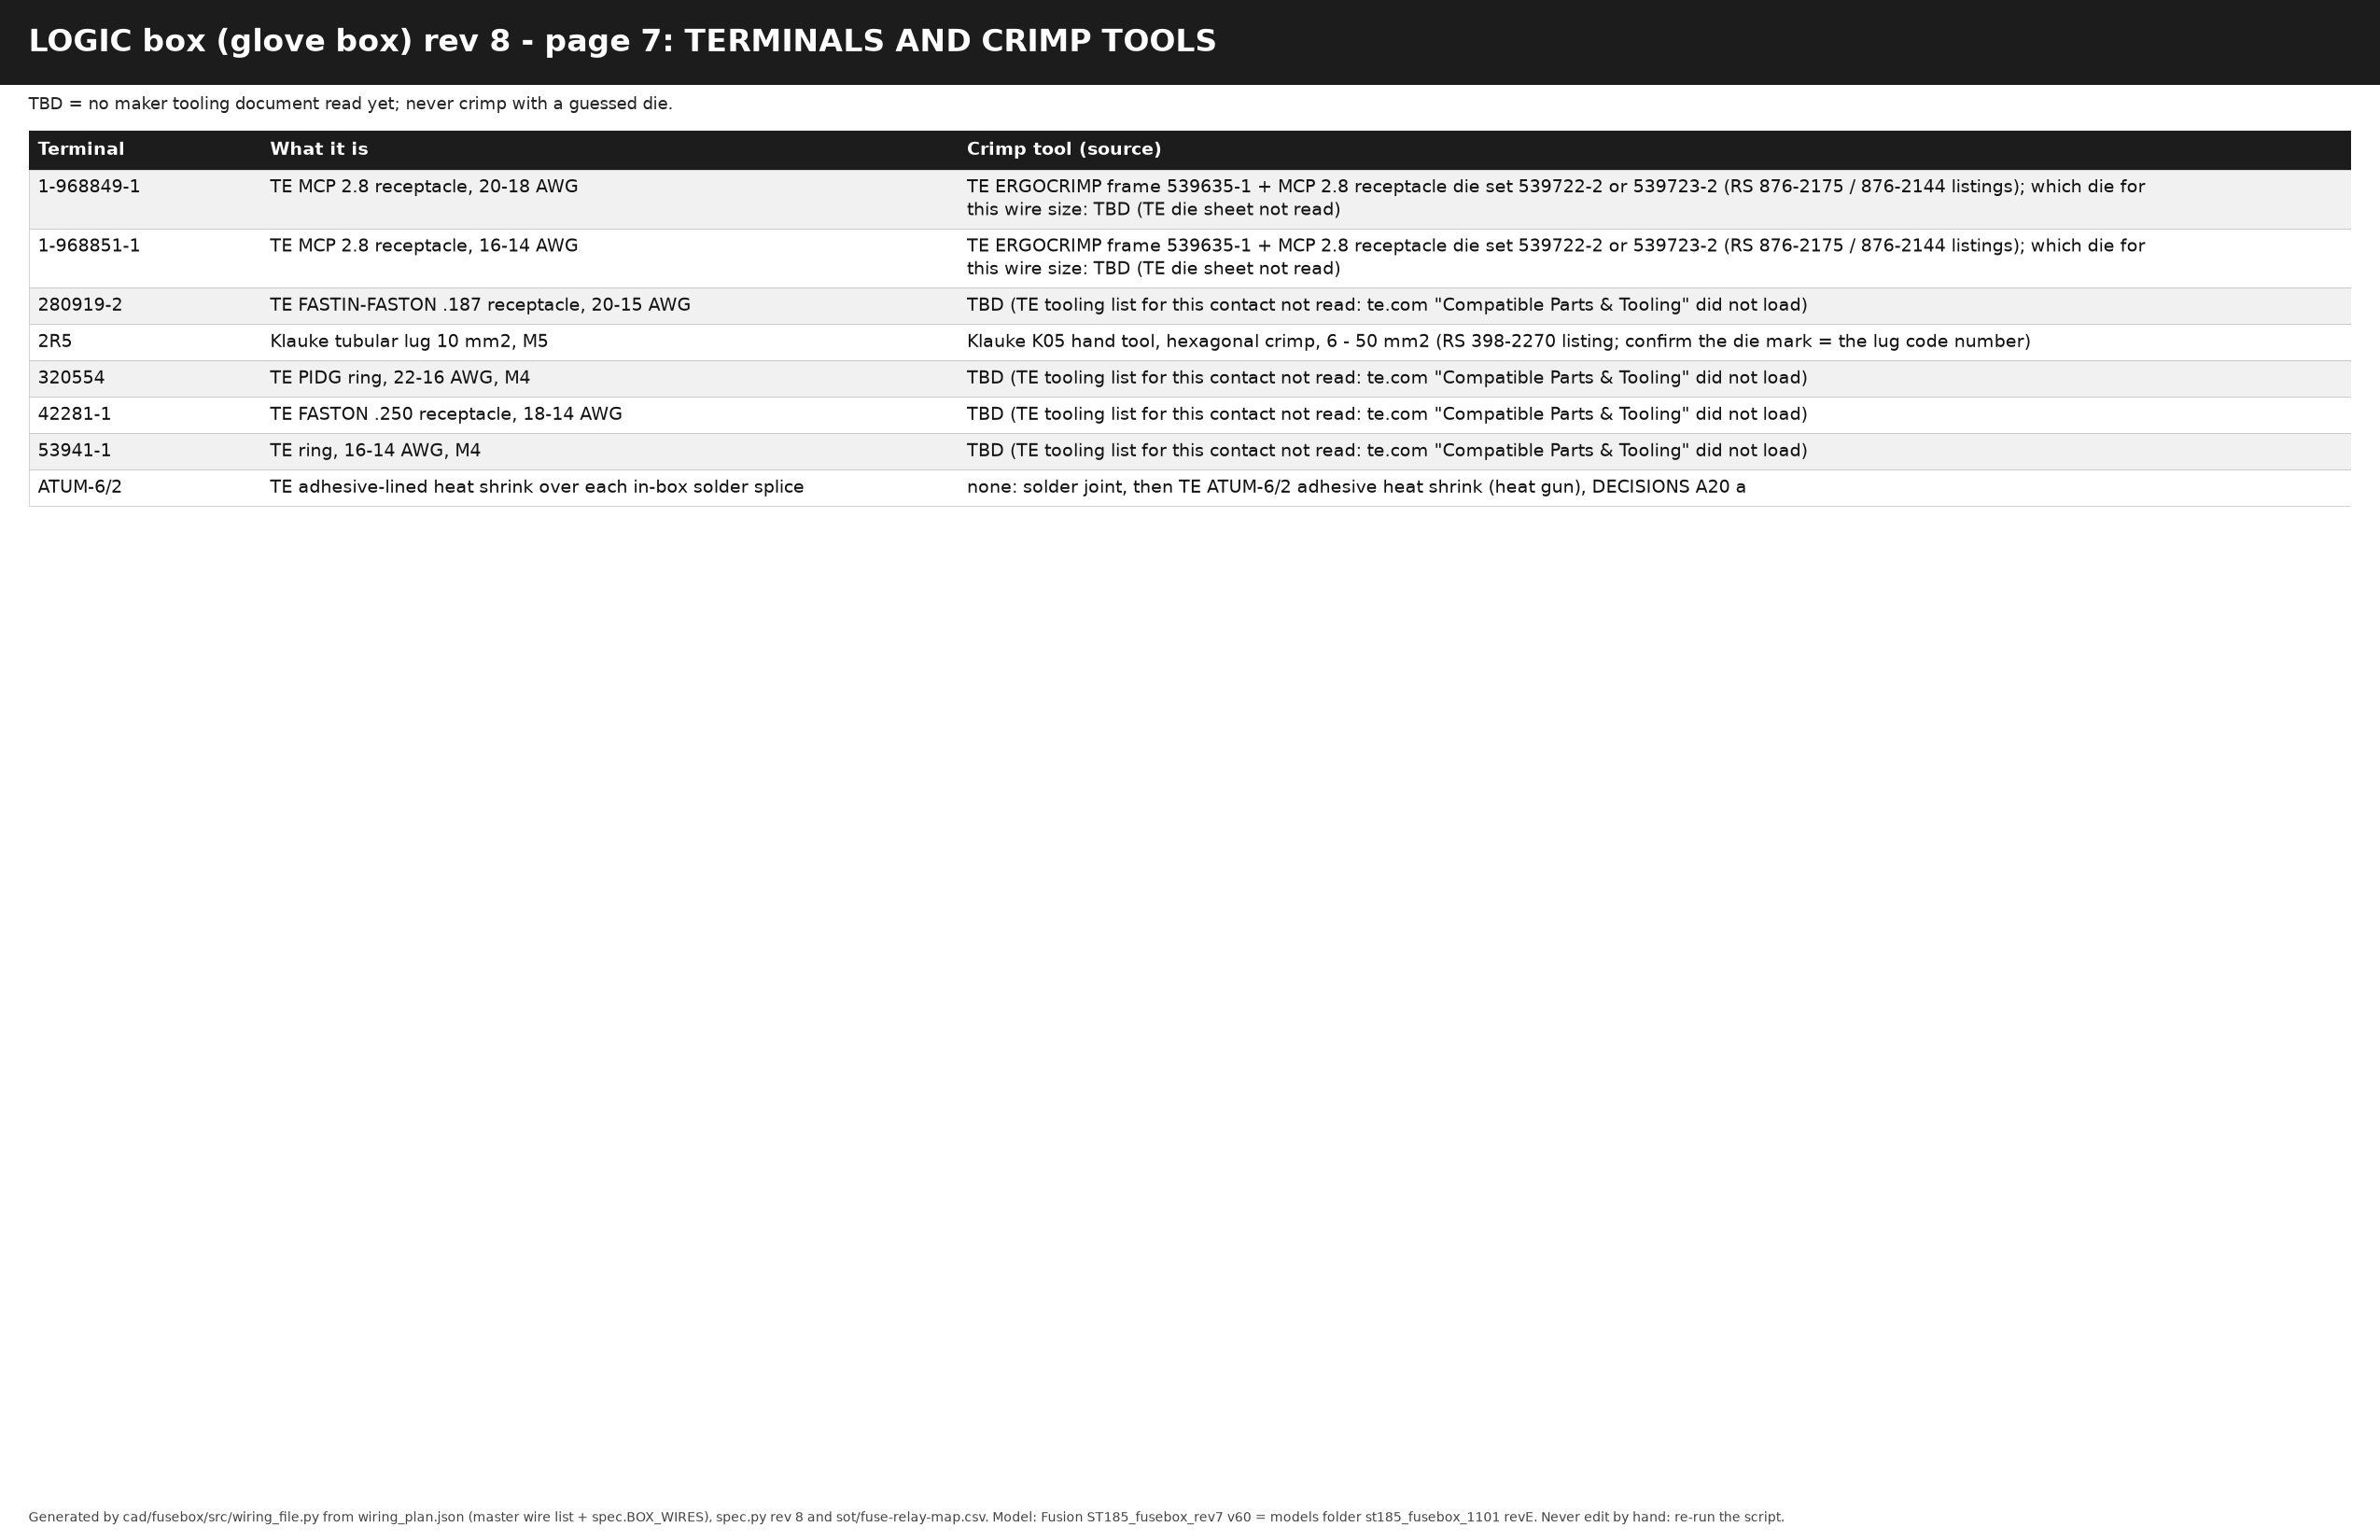 LOGIC box (glove box) rev 8 - page 7: TERMINALS AND CRIMP TOOLS
TBD = no maker tooling document read yet; never crimp with a guessed die.
Terminal What it is Crimp tool (source)
1-968849-1 TE MCP 2.8 receptacle, 20-18 AWG TE ERGOCRIMP frame 539635-1 + MCP 2.8 receptacle die set 539722-2 or 539723-2 (RS 876-2175 / 876-2144 listings); which die for
this wire size: TBD (TE die sheet not read)
1-968851-1 TE MCP 2.8 receptacle, 16-14 AWG TE ERGOCRIMP frame 539635-1 + MCP 2.8 receptacle die set 539722-2 or 539723-2 (RS 876-2175 / 876-2144 listings); which die for
this wire size: TBD (TE die sheet not read)
280919-2 TE FASTIN-FASTON .187 receptacle, 20-15 AWG TBD (TE tooling list for this contact not read: te.com "Compatible Parts & Tooling" did not load)
2R5 Klauke tubular lug 10 mm2, M5 Klauke K05 hand tool, hexagonal crimp, 6 - 50 mm2 (RS 398-2270 listing; confirm the die mark = the lug code number)
320554 TE PIDG ring, 22-16 AWG, M4 TBD (TE tooling list for this contact not read: te.com "Compatible Parts & Tooling" did not load)
42281-1 TE FASTON .250 receptacle, 18-14 AWG TBD (TE tooling list for this contact not read: te.com "Compatible Parts & Tooling" did not load)
53941-1 TE ring, 16-14 AWG, M4 TBD (TE tooling list for this contact not read: te.com "Compatible Parts & Tooling" did not load)
ATUM-6/2 TE adhesive-lined heat shrink over each in-box solder splice none: solder joint, then TE ATUM-6/2 adhesive heat shrink (heat gun), DECISIONS A20 a
Generated by cad/fusebox/src/wiring_file.py from wiring_plan.json (master wire list + spec.BOX_WIRES), spec.py rev 8 and sot/fuse-relay-map.csv. Model: Fusion ST185_fusebox_rev7 v60 = models folder st185_fusebox_1101 revE. Never edit by hand: re-run the script.